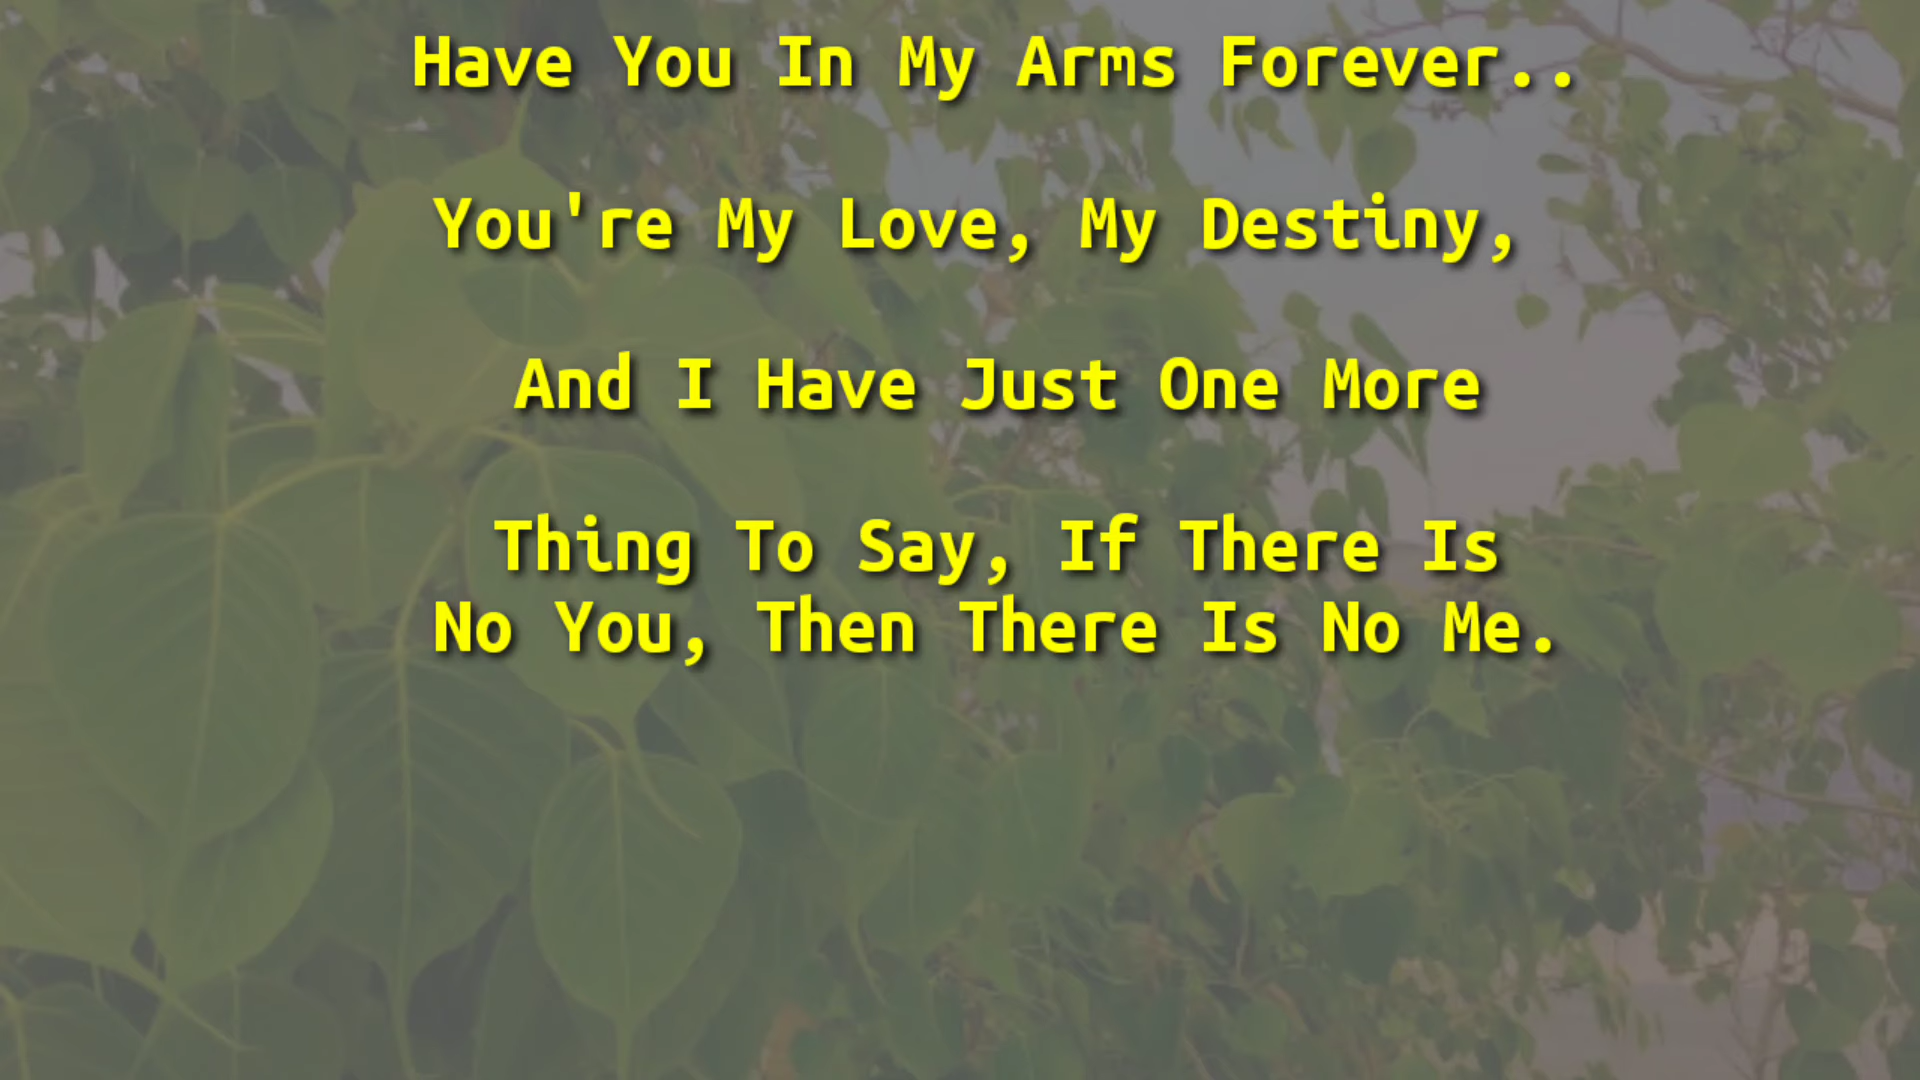 Have You In My Arms Forever..
You're My Love, My Destiny,
And I Have Just One More
Thing To Say, If There Is
No You, Then There Is No Me.